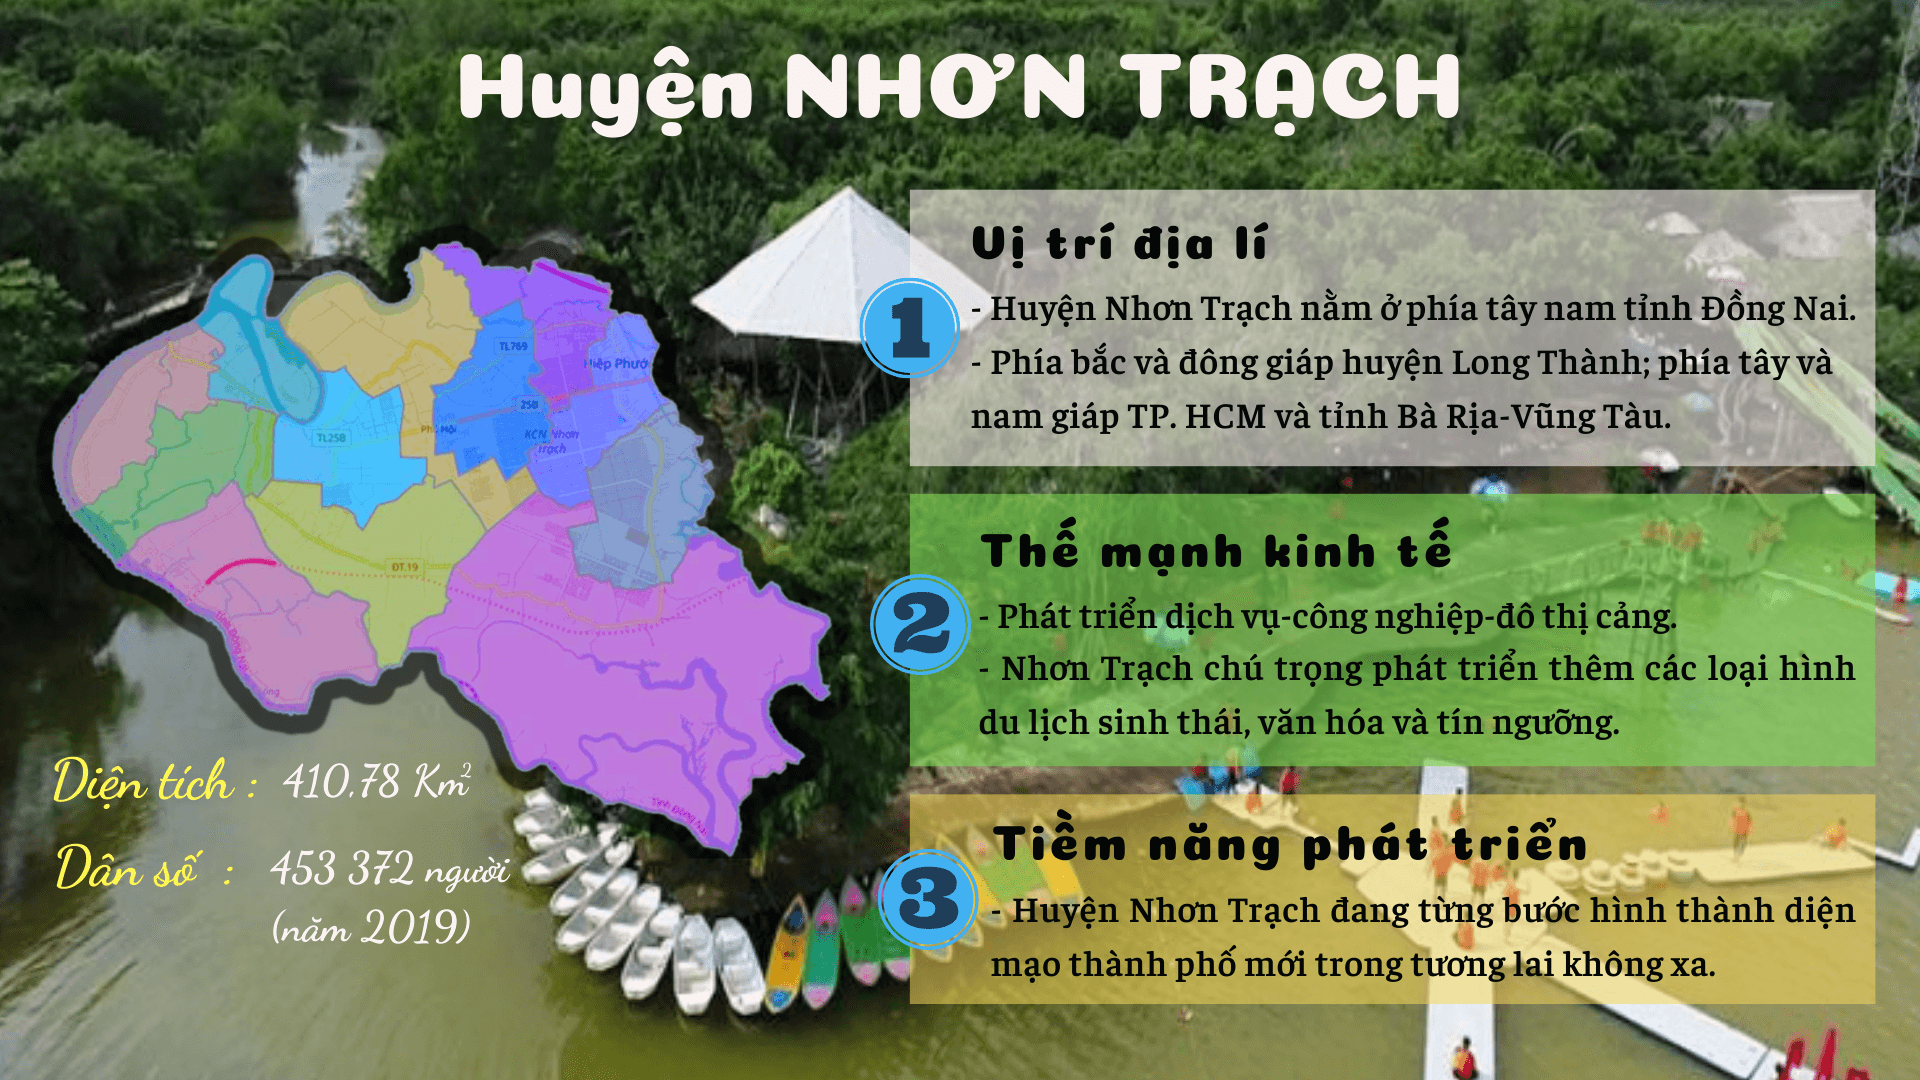 Huyện NHƠN TRẠCH
1
Vị trí địa lí
- Huyện Nhơn Trạch nằm ở phía tây nam tỉnh Đồng Nai.
- Phía bắc và đông giáp huyện Long Thành; phía tây và
nam giáp TP. HCM và tỉnh Bà Rịa-Vũng Tàu.
2
Thế mạnh kinh tế
- Phát triển dịch vụ-công nghiệp-đô thị cảng.
- Nhơn Trạch chú trọng phát triển thêm các loại hình
du lịch sinh thái, văn hóa và tín ngưỡng.
3
Tiềm năng phát triển
- Huyện Nhơn Trạch đang từng bước hình thành diện
mạo thành phố mới trong tương lai không xa.
TL769
Hiệp Phướ
25B
KCN Nhơn
Trạch
TL25B
ĐT.19
Tỉnh Đồng Nai
Diện tích : 410,78 Km²
Dân số : 453 372 người
(năm 2019)